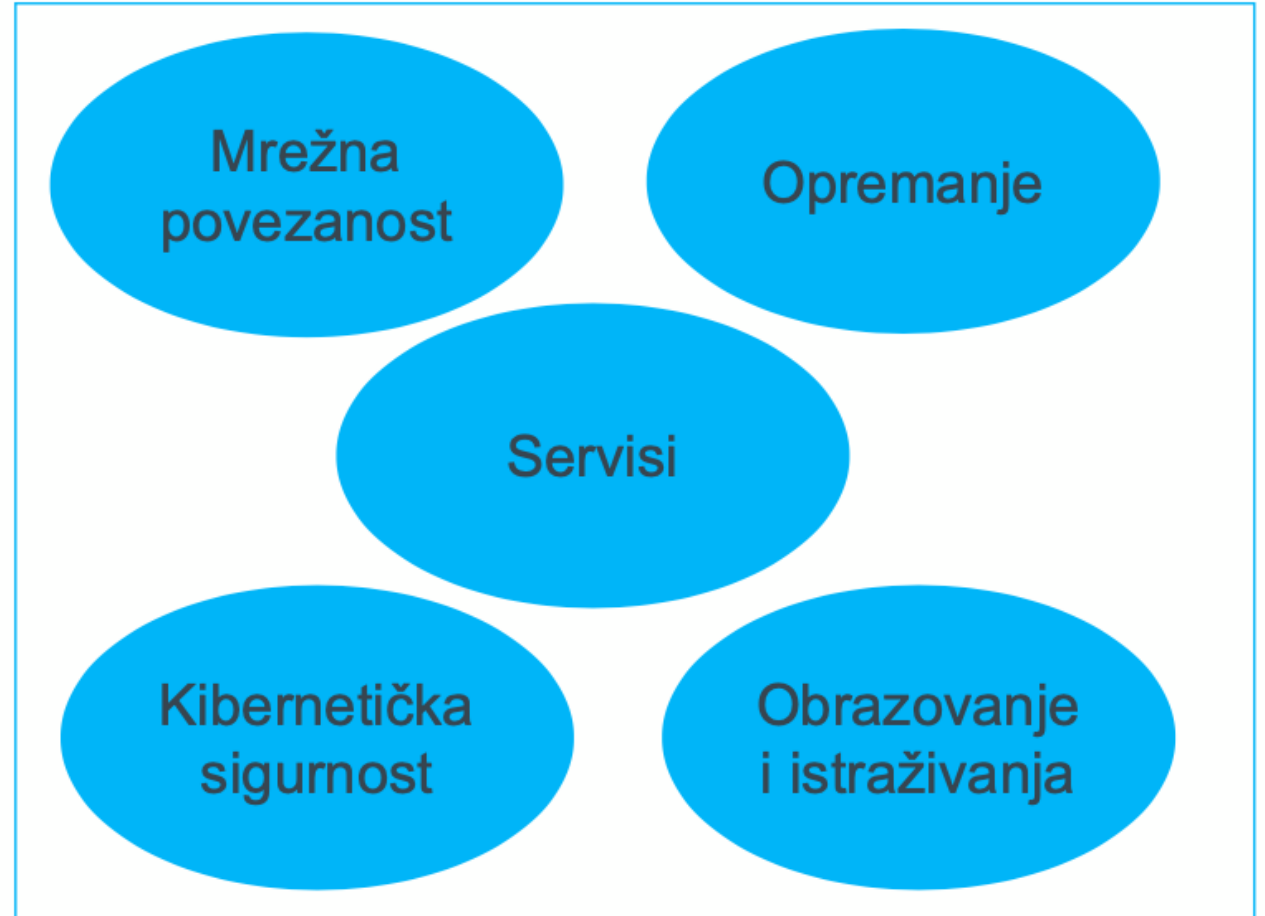 Mrežna
povezanost
Opremanje
Servisi
Kibernetička
sigurnost
Obrazovanje
i istraživanja